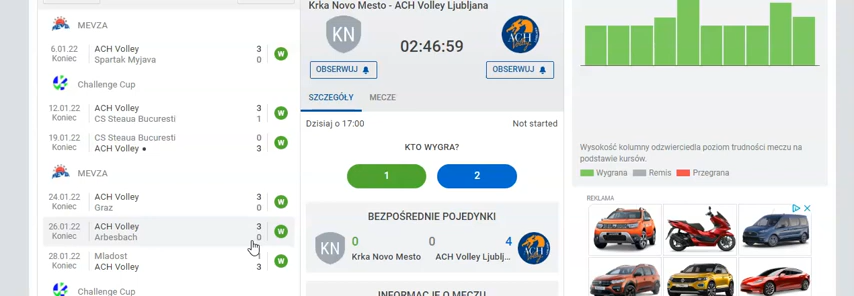 MEVZA
6.01.22 ACH Volley 3
Koniec Spartak Myjava 0
W
Challenge Cup
12.01.22 ACH Volley 3
Koniec CS Steaua Bucuresti 1
W
19.01.22 CS Steaua Bucuresti 0
Koniec ACH Volley 3
W
MEVZA
24.01.22 ACH Volley 3
Koniec Graz 0
W
26.01.22 ACH Volley 3
Koniec Arbesbach 0
W
28.01.22 Mladost
Koniec ACH Volley 3
W
Challenge Cup
Krka Novo Mesto - ACH Volley Ljubljana
KN
02:46:59
ACH
OBSERWUJ
OBSERWUJ
SZCZEGÓŁY MECZE
Dzisiaj o 17:00 Not started
KTO WYGRA?
1 2
BEZPOŚREDNIE POJEDYNKI
KN 0 0 4
Krka Novo Mesto ACH Volley Ljublj...
INFORMACJE O MECZU
Wysokość kolumny odzwierciedla poziom trudności meczu na
podstawie kursów.
Wygrana Remis Przegrana
REKLAMA